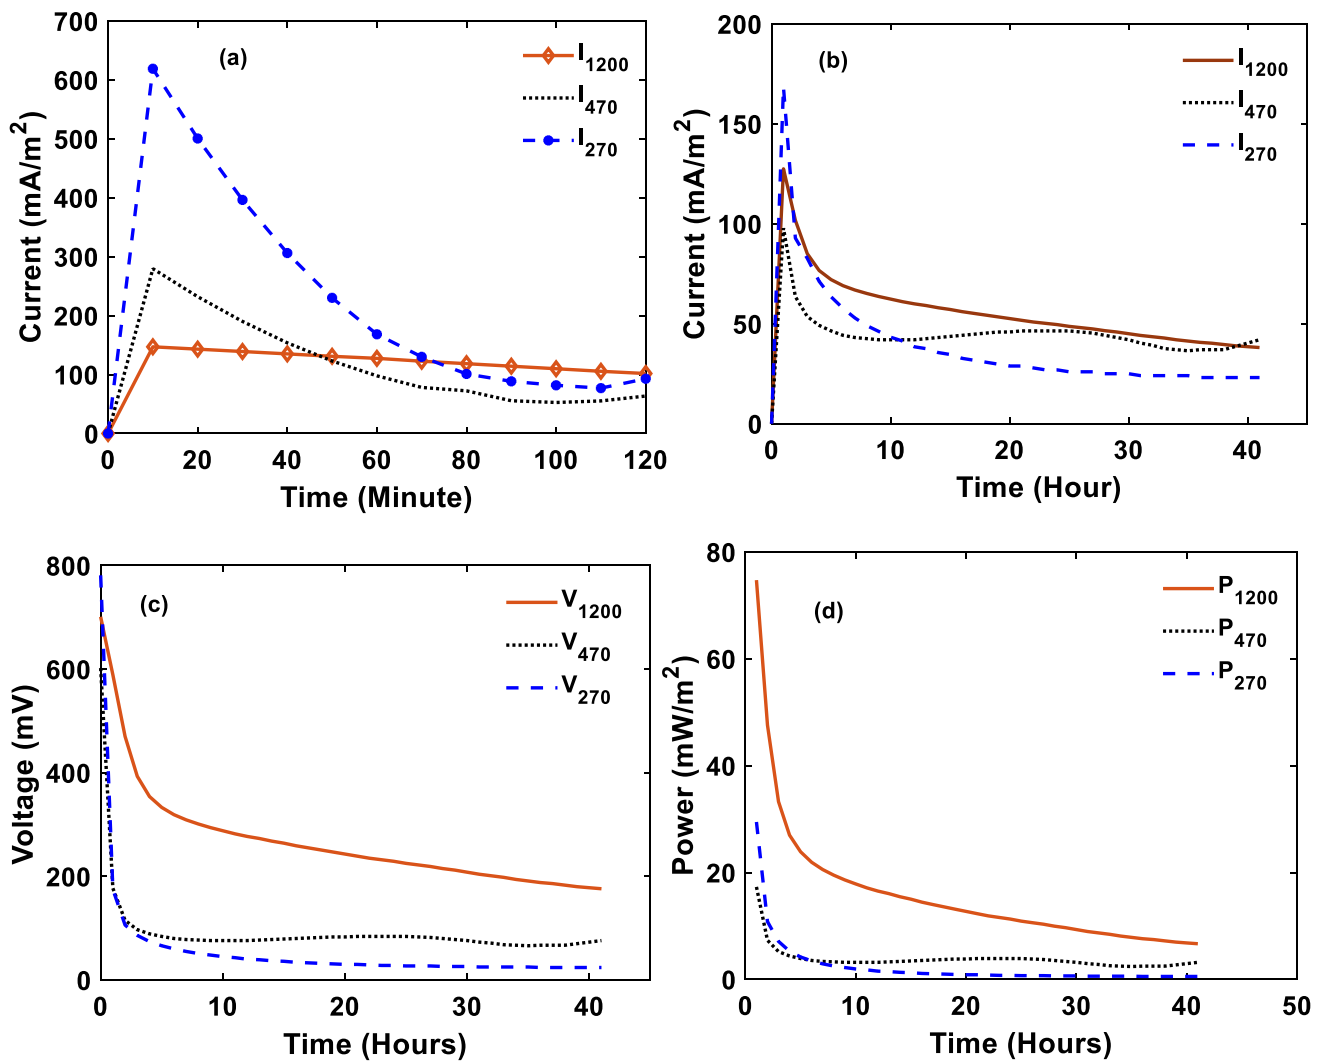 (a)
I1200
I470
I270
700
600
500
400
300
200
100
0
Current (mA/m2)
0 20 40 60 80 100 120
Time (Minute)
(b)
I1200
I470
I270
200
150
100
50
0
Current (mA/m2)
0 10 20 30 40
Time (Hour)
(c)
V1200
V470
V270
800
600
400
200
0
Voltage (mV)
0 10 20 30 40
Time (Hours)
(d)
P1200
P470
P270
80
60
40
20
0
Power (mW/m2)
0 10 20 30 40 50
Time (Hours)